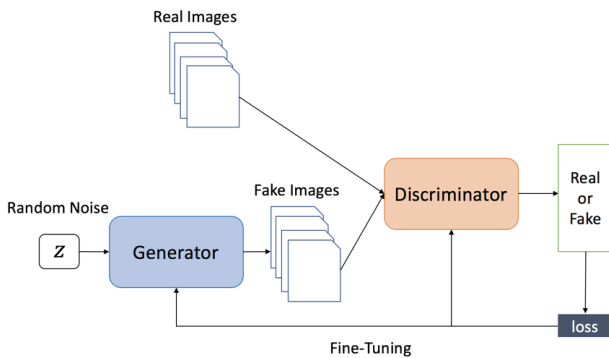 Real Images
Fake Images
Random Noise
Z
Generator
Discriminator
Real
or
Fake
loss
Fine-Tuning